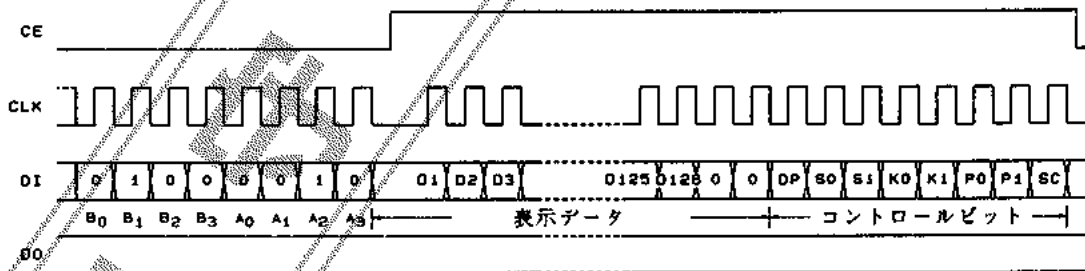 CE
CLK
DI 0 1 0 0 0 0 1 0 D1 D2 D3 D125 D126 0 0 DP S0 S1 K0 K1 P0 P1 SC
B0 B1 B2 B3 A0 A1 A2 A3 表示データ コントロールビット
DO